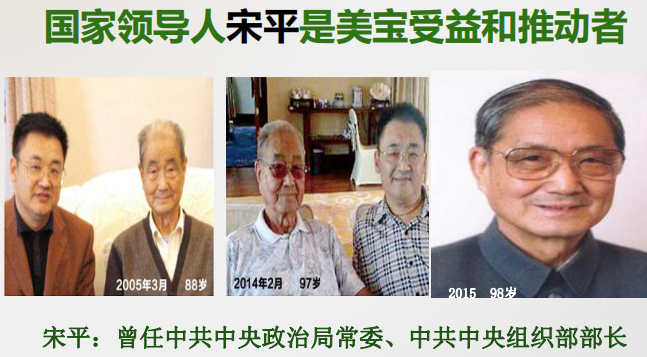 国家领导人宋平是美宝受益和推动者
2005年3月 88岁
2014年2月 97岁
2015 98岁
宋平：曾任中共中央政治局常委、中共中央组织部部长